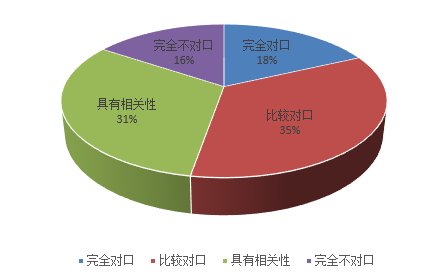 完全不对口
16%
完全对口
18%
具有相关性
31%
比较对口
35%
完全对口 比较对口 具有相关性 完全不对口